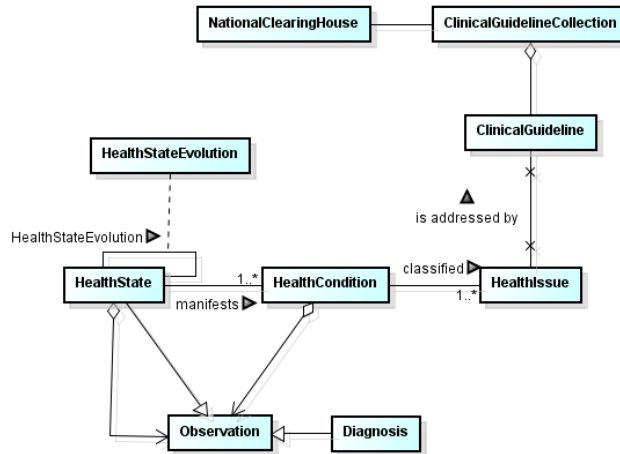 NationalClearingHouse
ClinicalGuidelineCollection
ClinicalGuideline
HealthStateEvolution
is addressed by
HealthStateEvolution
classified
1..*
HealthState
HealthCondition
HealthIssue
manifests
1..*
Observation
Diagnosis